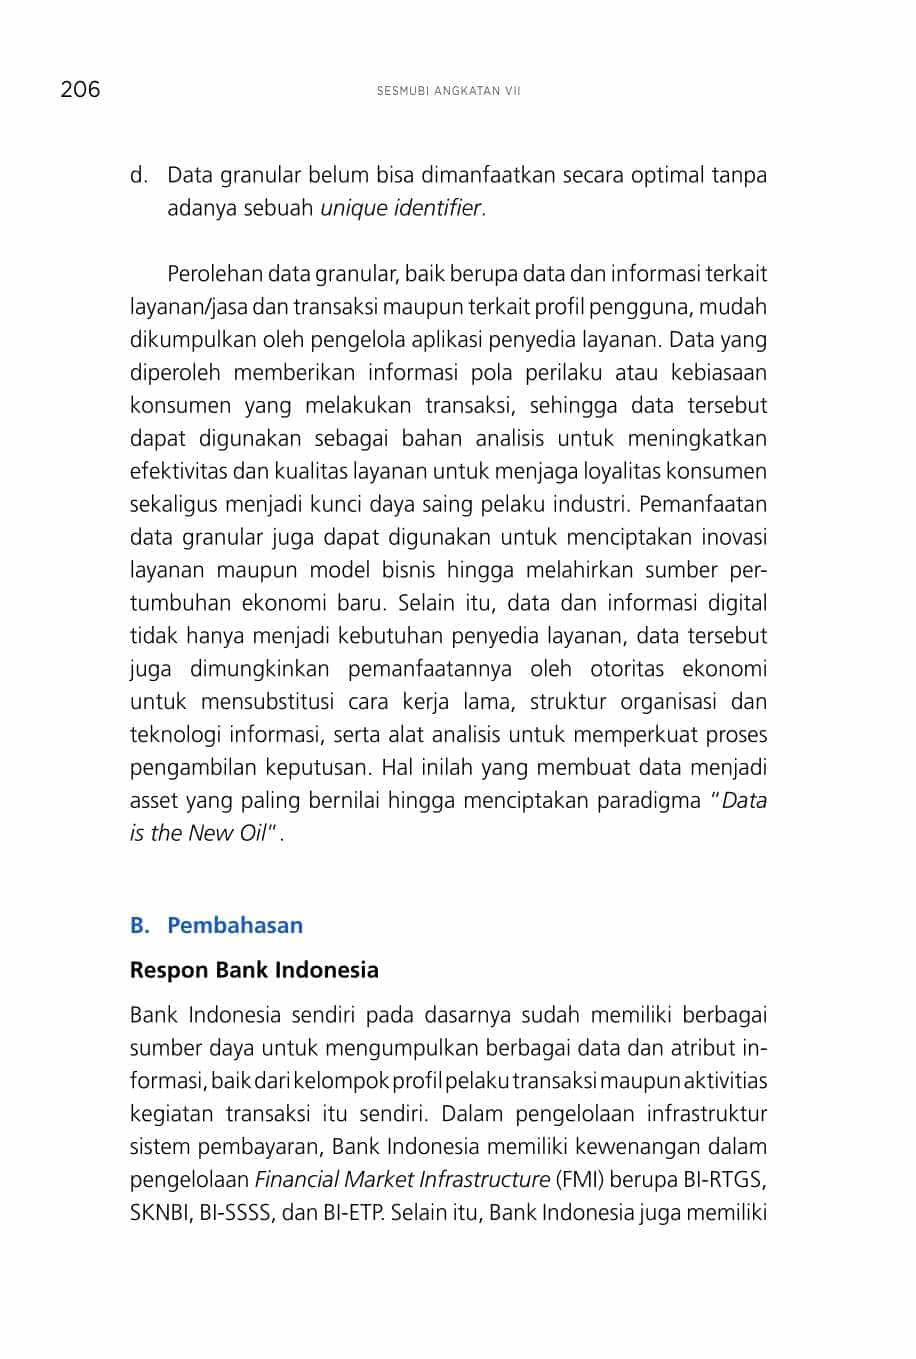 206
SESMUBI ANGKATAN VII
d. Data granular belum bisa dimanfaatkan secara optimal tanpa
adanya sebuah unique identifier.
Perolehan data granular, baik berupa data dan informasi terkait
layanan/jasa dan transaksi maupun terkait profil pengguna, mudah
dikumpulkan oleh pengelola aplikasi penyedia layanan. Data yang
diperoleh memberikan informasi pola perilaku atau kebiasaan
konsumen yang melakukan transaksi, sehingga data tersebut
dapat digunakan sebagai bahan analisis untuk meningkatkan
efektivitas dan kualitas layanan untuk menjaga loyalitas konsumen
sekaligus menjadi kunci daya saing pelaku industri. Pemanfaatan
data granular juga dapat digunakan untuk menciptakan inovasi
layanan maupun model bisnis hingga melahirkan sumber per-
tumbuhan ekonomi baru. Selain itu, data dan informasi digital
tidak hanya menjadi kebutuhan penyedia layanan, data tersebut
juga dimungkinkan pemanfaatannya oleh otoritas ekonomi
untuk mensubstitusi cara kerja lama, struktur organisasi dan
teknologi informasi, serta alat analisis untuk memperkuat proses
pengambilan keputusan. Hal inilah yang membuat data menjadi
asset yang paling bernilai hingga menciptakan paradigma "Data
is the New Oil".
B. Pembahasan
Respon Bank Indonesia
Bank Indonesia sendiri pada dasarnya sudah memiliki berbagai
sumber daya untuk mengumpulkan berbagai data dan atribut in-
formasi, baik dari kelompok profil pelaku transaksi maupun aktivitias
kegiatan transaksi itu sendiri. Dalam pengelolaan infrastruktur
sistem pembayaran, Bank Indonesia memiliki kewenangan dalam
pengelolaan Financial Market Infrastructure (FMI) berupa BI-RTGS,
SKNBI, BI-SSSS, dan BI-ETP. Selain itu, Bank Indonesia juga memiliki